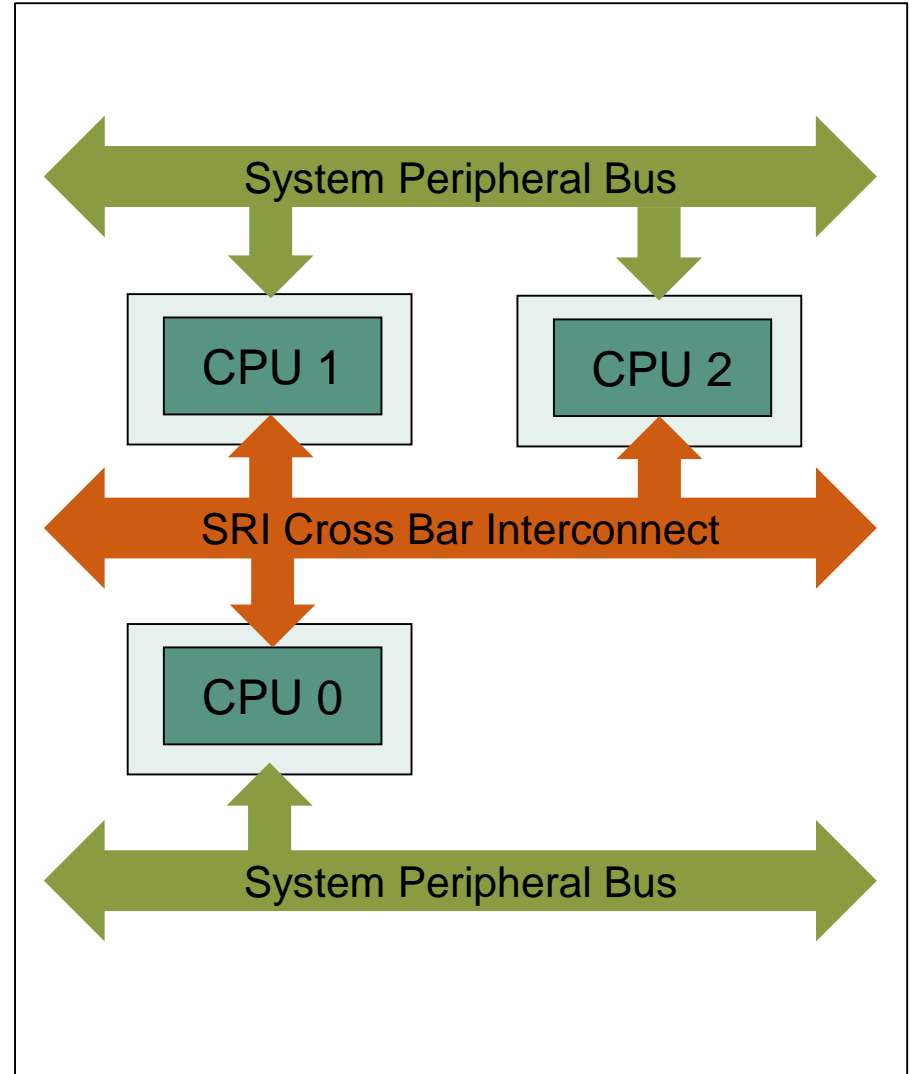 System Peripheral Bus
CPU 1
CPU 2
SRI Cross Bar Interconnect
CPU 0
System Peripheral Bus